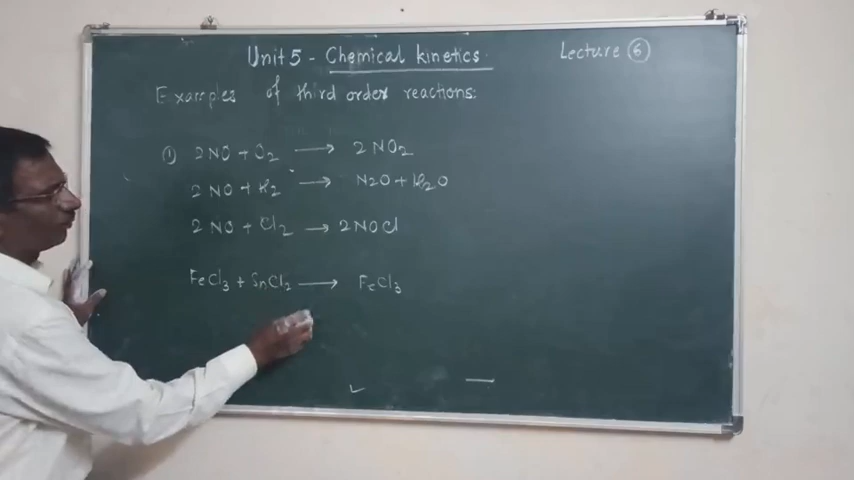 Unit 5 - Chemical kinetics Lecture ⑥
Examples of third order reactions:
① 2NO + O₂ ⟶ 2NO₂
2NO + H₂ ⟶ N2O + H₂O
2NO + Cl₂ ⟶ 2NOCl
FeCl₃ + SnCl₂ ⟶ FeCl₃